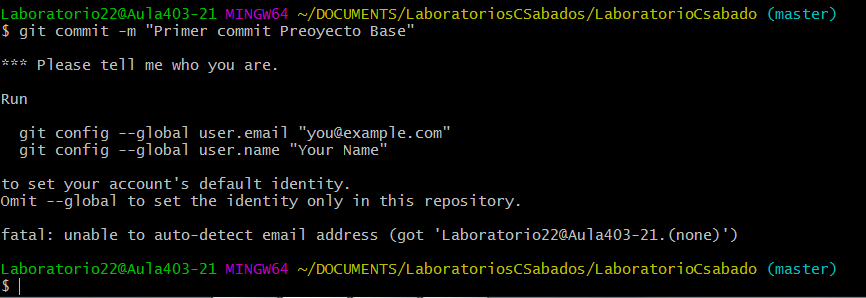 Laboratorio22@Aula403-21 MINGW64 ~/DOCUMENTS/LaboratoriosCSabados/LaboratorioCsabado (master)
$ git commit -m "Primer commit Preoyecto Base"
*** Please tell me who you are.
Run
git config --global user.email "you@example.com"
git config --global user.name "Your Name"
to set your account's default identity.
Omit --global to set the identity only in this repository.
fatal: unable to auto-detect email address (got 'Laboratorio22@Aula403-21.(none)')
Laboratorio22@Aula403-21 MINGW64 ~/DOCUMENTS/LaboratoriosCSabados/LaboratorioCsabado (master)
$